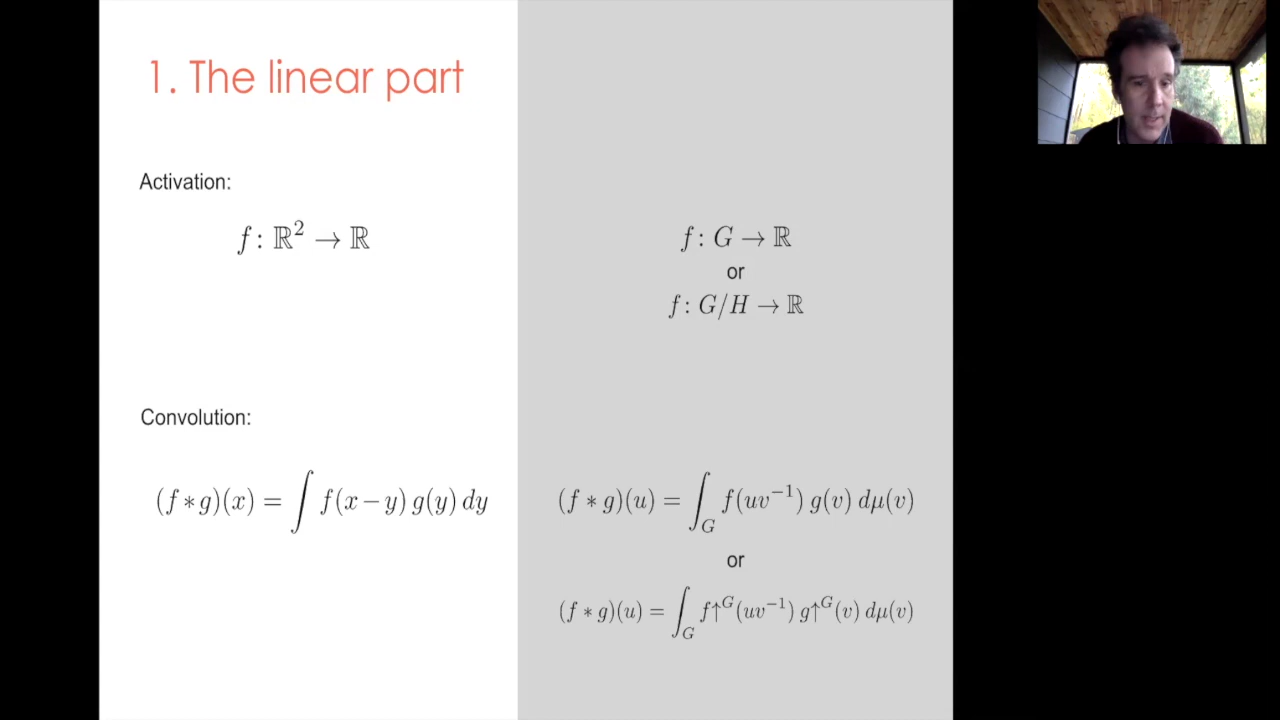 1. The linear part
Activation:
f: ℝ² → ℝ
f: G → ℝ
or
f: G/H → ℝ
Convolution:
(f ∗ g)(x) = ∫ f(x − y) g(y) dy
(f ∗ g)(u) = ∫_G f(uv⁻¹) g(v) dμ(v)
or
(f ∗ g)(u) = ∫_G f↑ᴳ(uv⁻¹) g↑ᴳ(v) dμ(v)